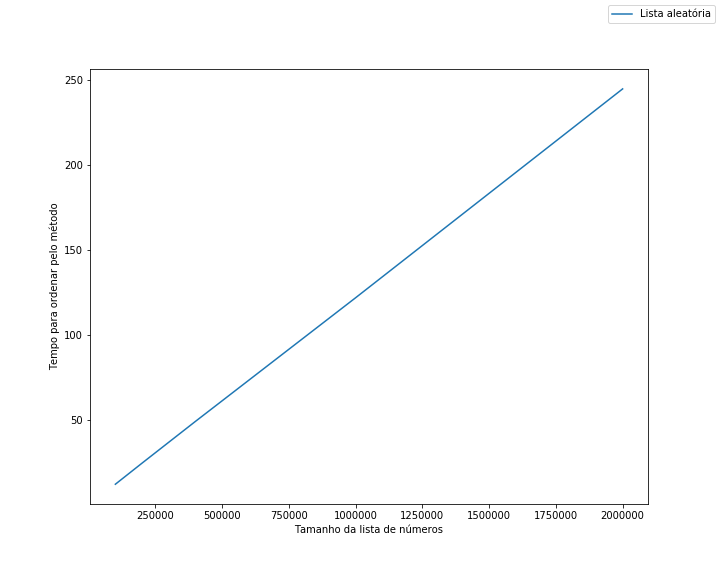 Lista aleatória
250
200
150
100
50
Tempo para ordenar pelo método
250000 500000 750000 1000000 1250000 1500000 1750000 2000000
Tamanho da lista de números